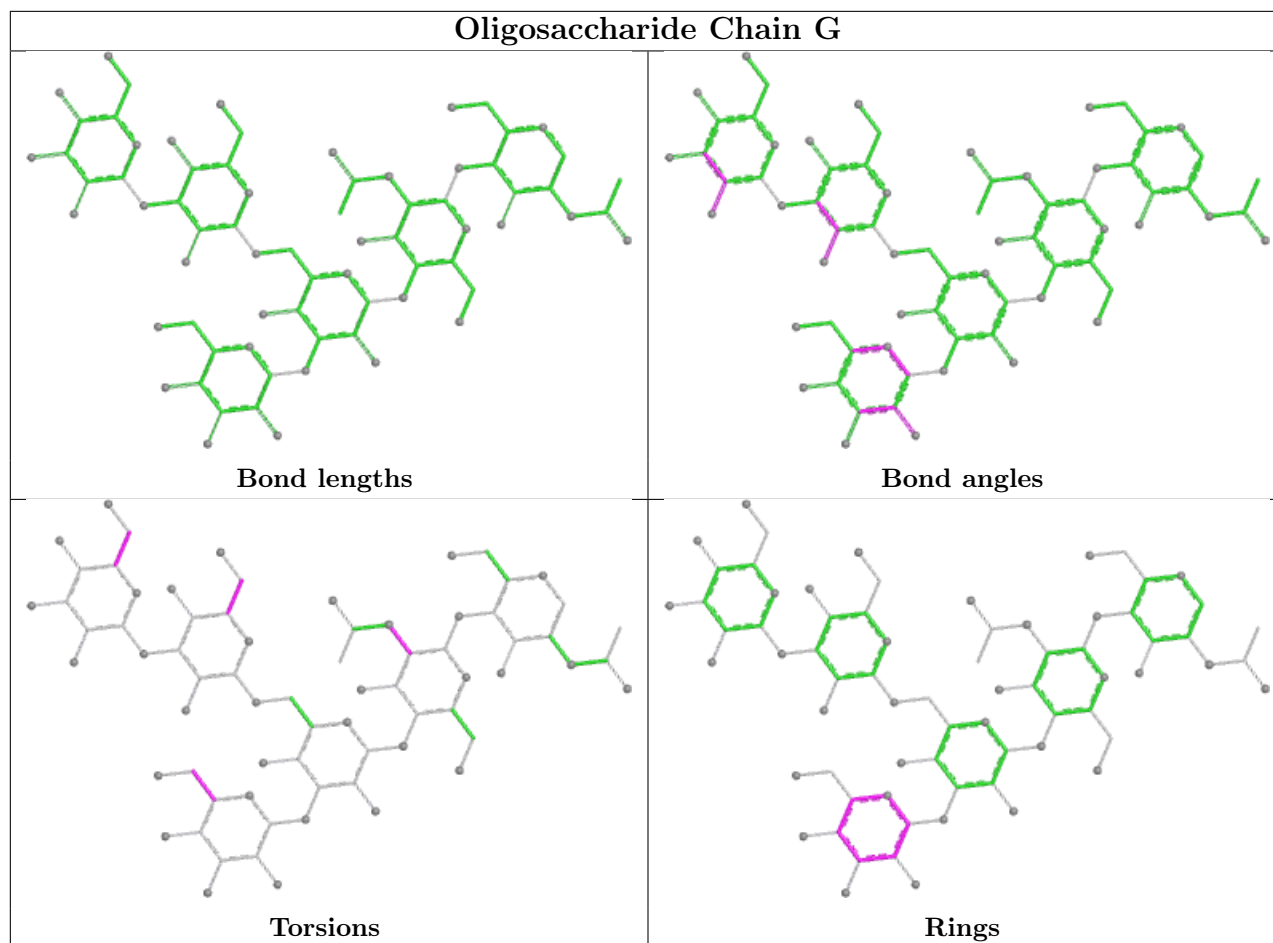 Oligosaccharide Chain G
Bond lengths
Bond angles
Torsions
Rings